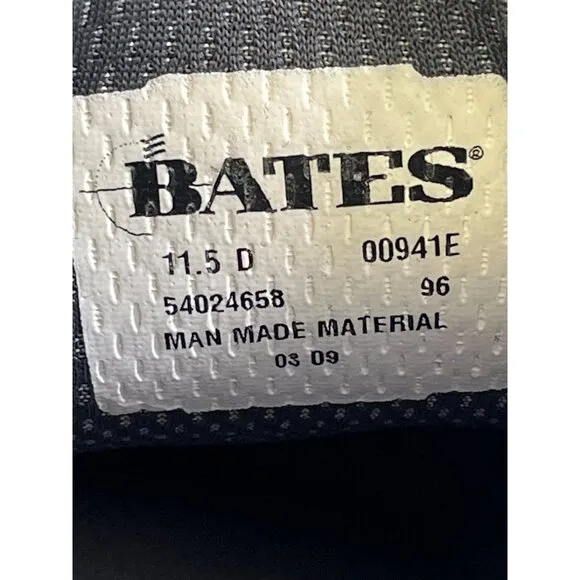 BATES®
11.5 D 00941E
54024658 96
MAN MADE MATERIAL
03 09